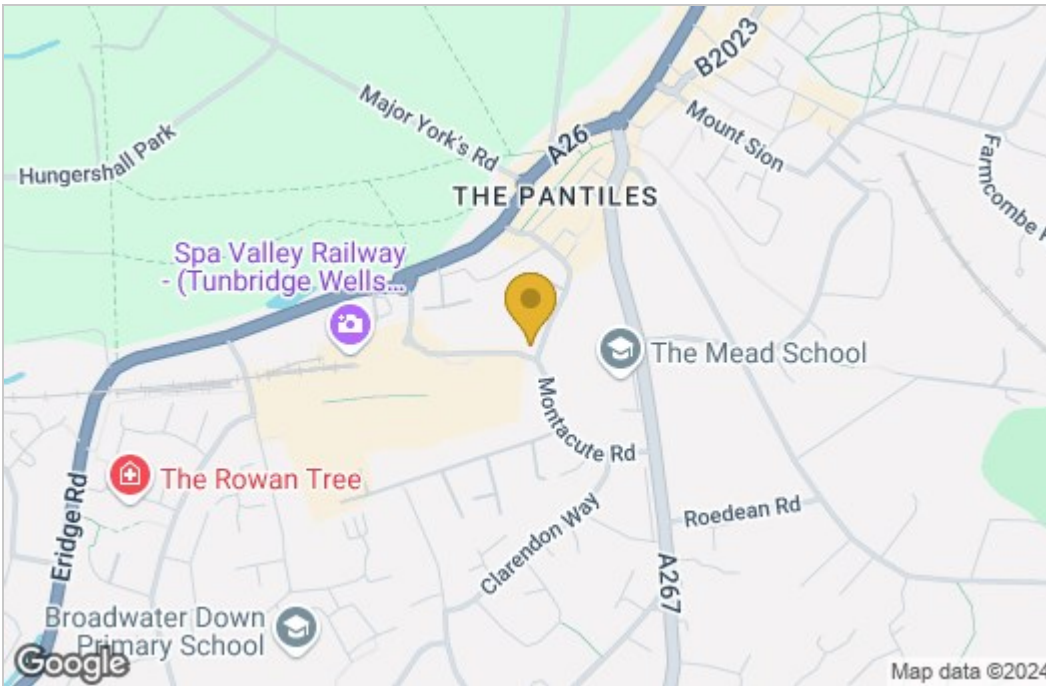 B2023
Major York's Rd
A26
Mount Sion
Hungershall Park
Farmcombe
THE PANTILES
Spa Valley Railway
- (Tunbridge Wells...
The Mead School
Montacute Rd
The Rowan Tree
Eridge Rd
Clarendon Way
Roedean Rd
A267
Broadwater Down
Primary School
Google
Map data ©2024